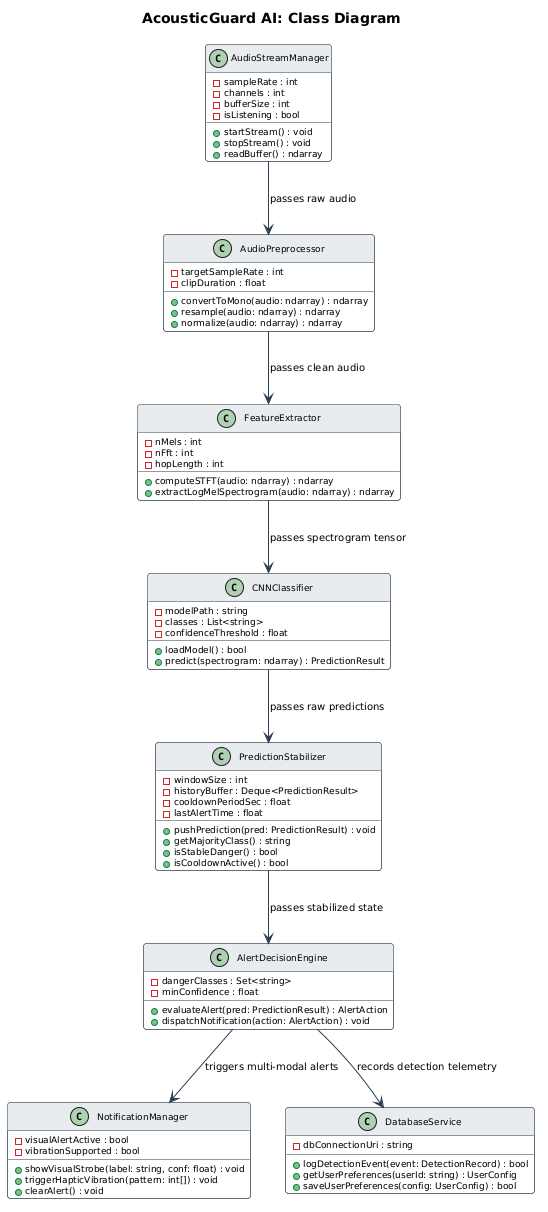 AcousticGuard AI: Class Diagram
C AudioStreamManager
sampleRate : int
channels : int
bufferSize : int
isListening : bool
startStream() : void
stopStream() : void
readBuffer() : ndarray
passes raw audio
C AudioPreprocessor
targetSampleRate : int
clipDuration : float
convertToMono(audio: ndarray) : ndarray
resample(audio: ndarray) : ndarray
normalize(audio: ndarray) : ndarray
passes clean audio
C FeatureExtractor
nMels : int
nFft : int
hopLength : int
computeSTFT(audio: ndarray) : ndarray
extractLogMelSpectrogram(audio: ndarray) : ndarray
passes spectrogram tensor
C CNNClassifier
modelPath : string
classes : List<string>
confidenceThreshold : float
loadModel() : bool
predict(spectrogram: ndarray) : PredictionResult
passes raw predictions
C PredictionStabilizer
windowSize : int
historyBuffer : Deque<PredictionResult>
cooldownPeriodSec : float
lastAlertTime : float
pushPrediction(pred: PredictionResult) : void
getMajorityClass() : string
isStableDanger() : bool
isCooldownActive() : bool
passes stabilized state
C AlertDecisionEngine
dangerClasses : Set<string>
minConfidence : float
evaluateAlert(pred: PredictionResult) : AlertAction
dispatchNotification(action: AlertAction) : void
triggers multi-modal alerts
records detection telemetry
C NotificationManager
visualAlertActive : bool
vibrationSupported : bool
showVisualStrobe(label: string, conf: float) : void
triggerHapticVibration(pattern: int[]) : void
clearAlert() : void
C DatabaseService
dbConnectionUri : string
logDetectionEvent(event: DetectionRecord) : bool
getUserPreferences(userId: string) : UserConfig
saveUserPreferences(config: UserConfig) : bool